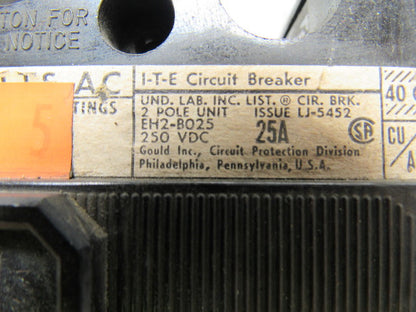 TON FOR
NOTICE
LTS AC
TINGS
5
I-T-E Circuit Breaker
UND. LAB. INC. LIST.® CIR. BRK.
2 POLE UNIT ISSUE LJ-5452
EH2-B025
250 VDC 25A
Gould Inc., Circuit Protection Division
Philadelphia, Pennsylvania, U.S.A.
SA
40
CU/
A